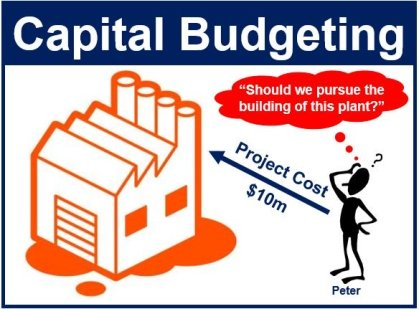 Capital Budgeting
“Should we pursue the
building of this plant?”
?
Project Cost
$10m
Peter